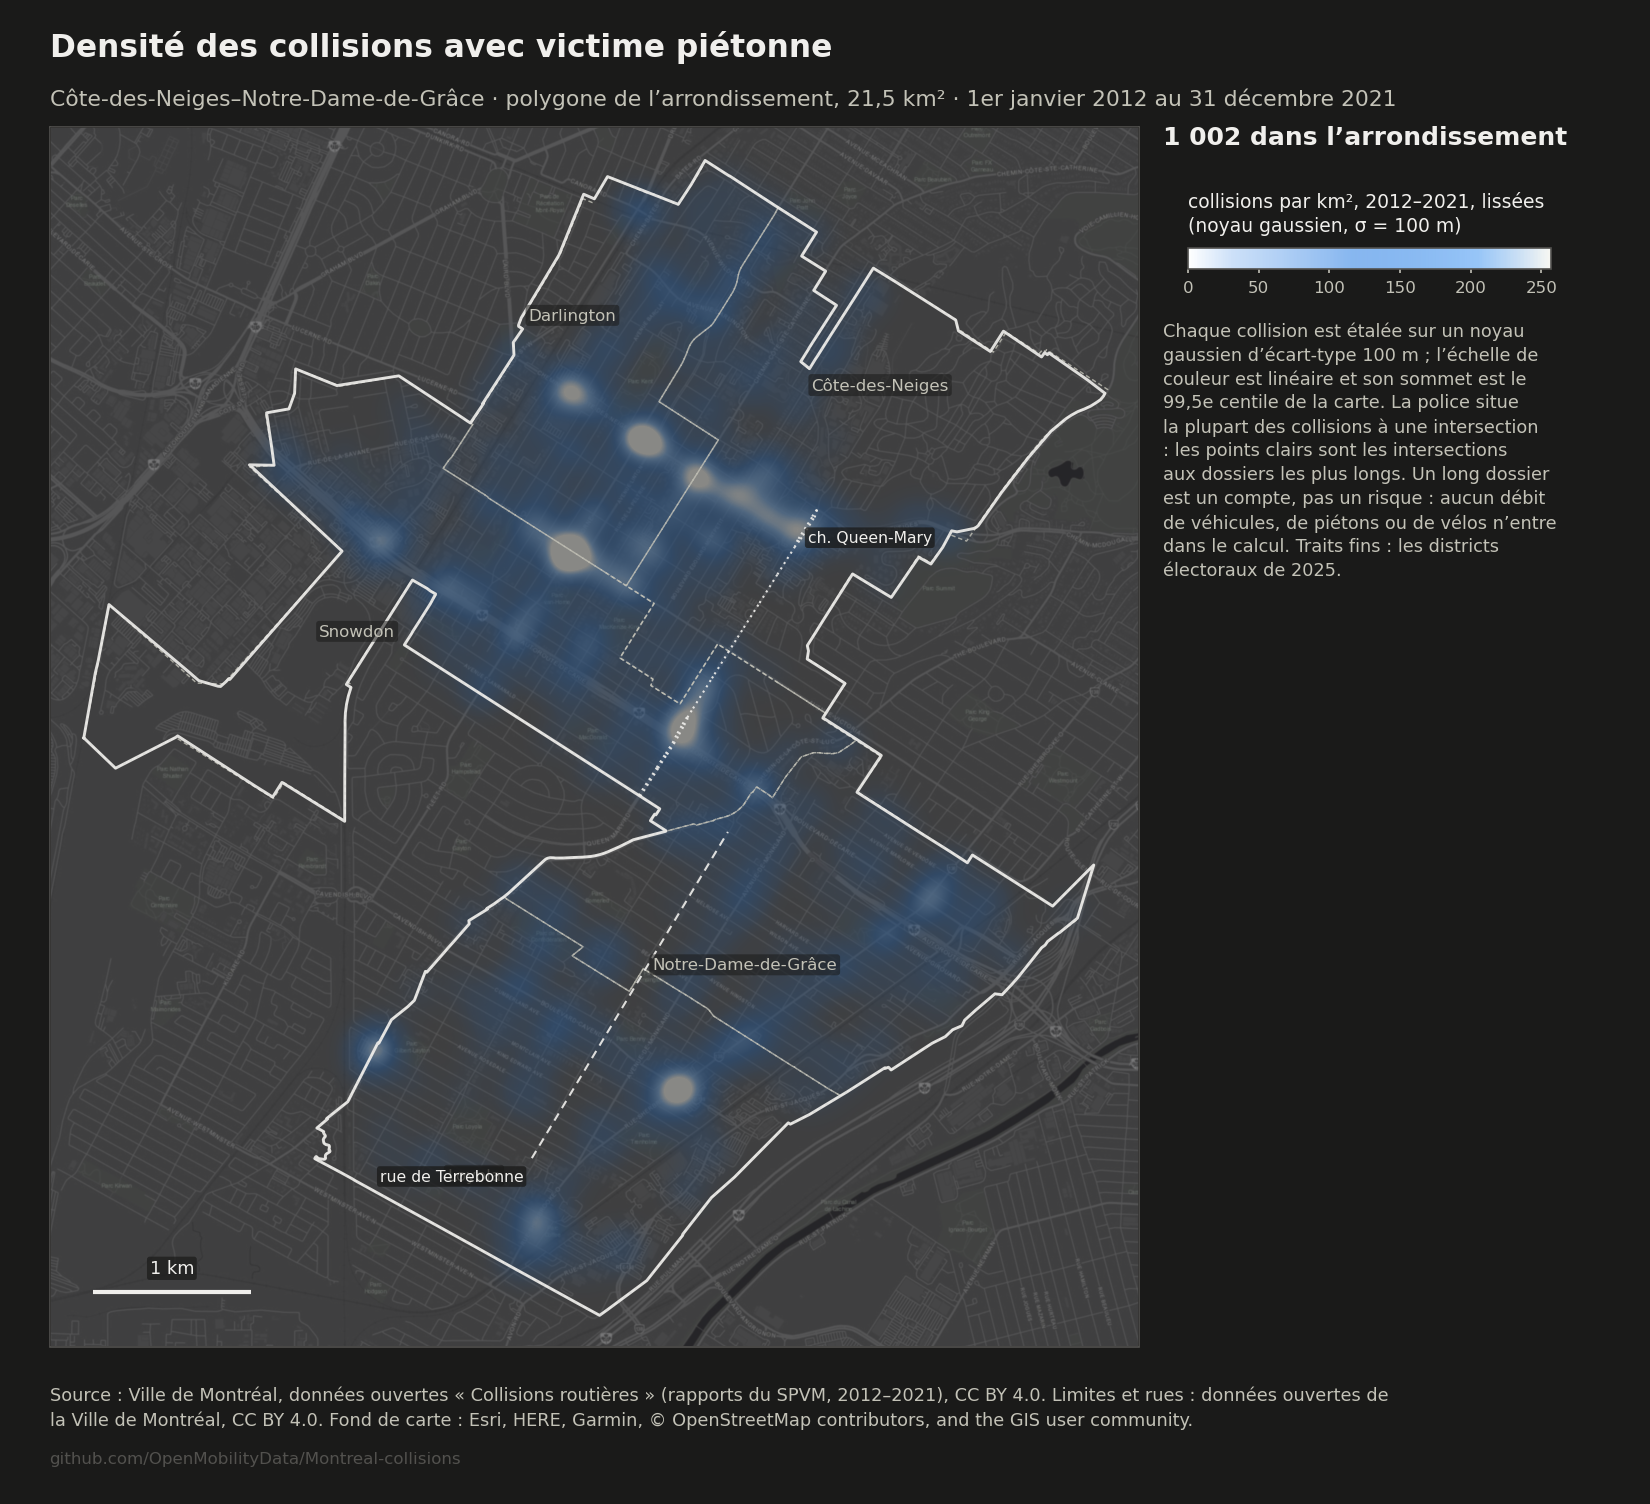 Densité des collisions avec victime piétonne
Côte-des-Neiges–Notre-Dame-de-Grâce · polygone de l’arrondissement, 21,5 km² · 1er janvier 2012 au 31 décembre 2021
1 002 dans l’arrondissement
collisions par km², 2012–2021, lissées
(noyau gaussien, σ = 100 m)
0 50 100 150 200 250
Chaque collision est étalée sur un noyau
gaussien d’écart-type 100 m ; l’échelle de
couleur est linéaire et son sommet est le
99,5e centile de la carte. La police situe
la plupart des collisions à une intersection
: les points clairs sont les intersections
aux dossiers les plus longs. Un long dossier
est un compte, pas un risque : aucun débit
de véhicules, de piétons ou de vélos n’entre
dans le calcul. Traits fins : les districts
électoraux de 2025.
Darlington
Côte-des-Neiges
ch. Queen-Mary
Snowdon
Notre-Dame-de-Grâce
rue de Terrebonne
1 km
Source : Ville de Montréal, données ouvertes « Collisions routières » (rapports du SPVM, 2012–2021), CC BY 4.0. Limites et rues : données ouvertes de
la Ville de Montréal, CC BY 4.0. Fond de carte : Esri, HERE, Garmin, © OpenStreetMap contributors, and the GIS user community.
github.com/OpenMobilityData/Montreal-collisions